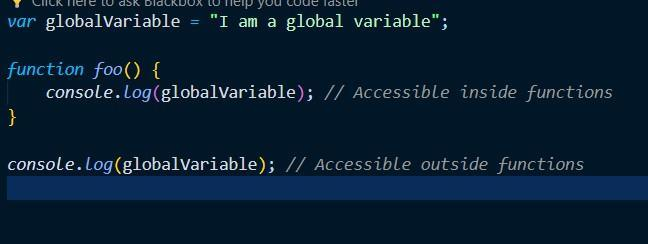 Click here to ask Blackbox to help you code faster
var globalVariable = "I am a global variable";
function foo() {
    console.log(globalVariable); // Accessible inside functions
}
console.log(globalVariable); // Accessible outside functions